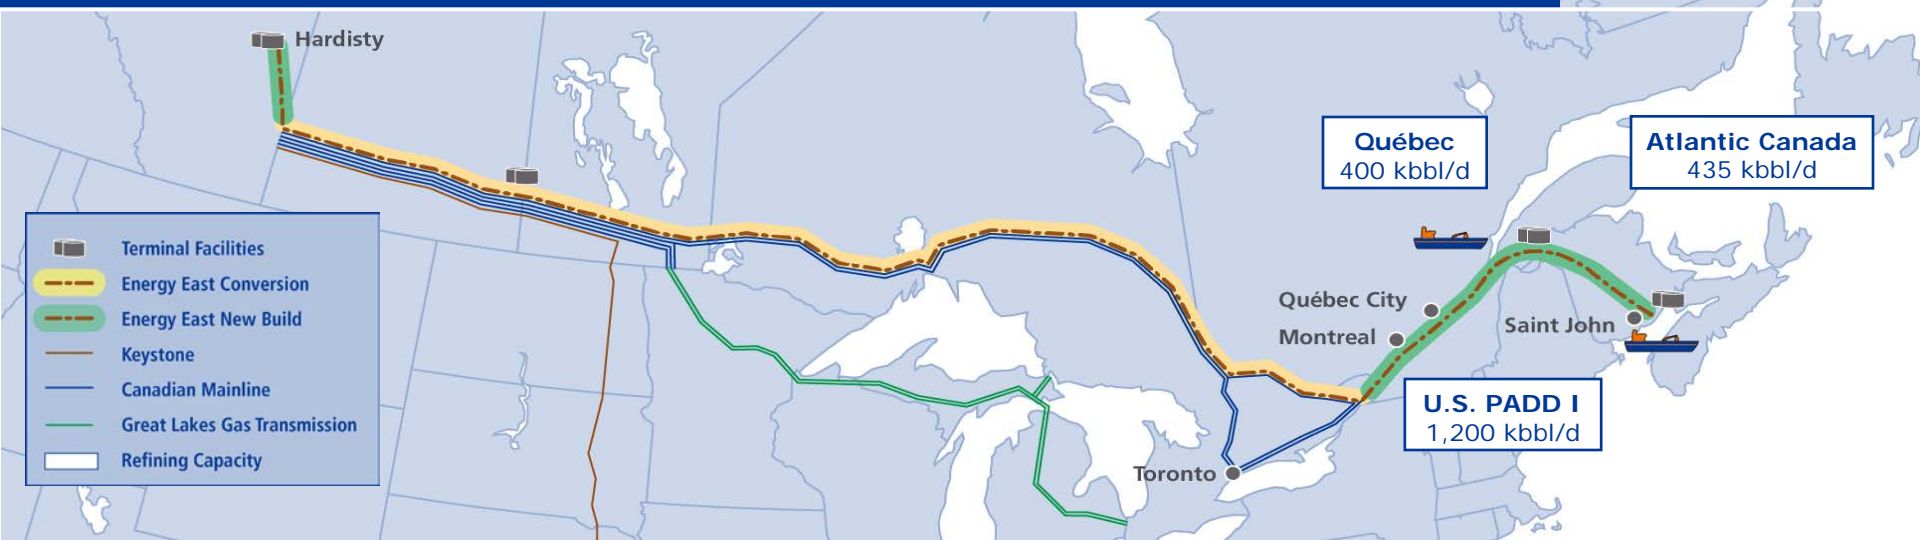 Hardisty
Québec
400 kbbl/d
Atlantic Canada
435 kbbl/d
Terminal Facilities
Energy East Conversion
Energy East New Build
Keystone
Canadian Mainline
Great Lakes Gas Transmission
Refining Capacity
Québec City
Montreal
Saint John
U.S. PADD I
1,200 kbbl/d
Toronto